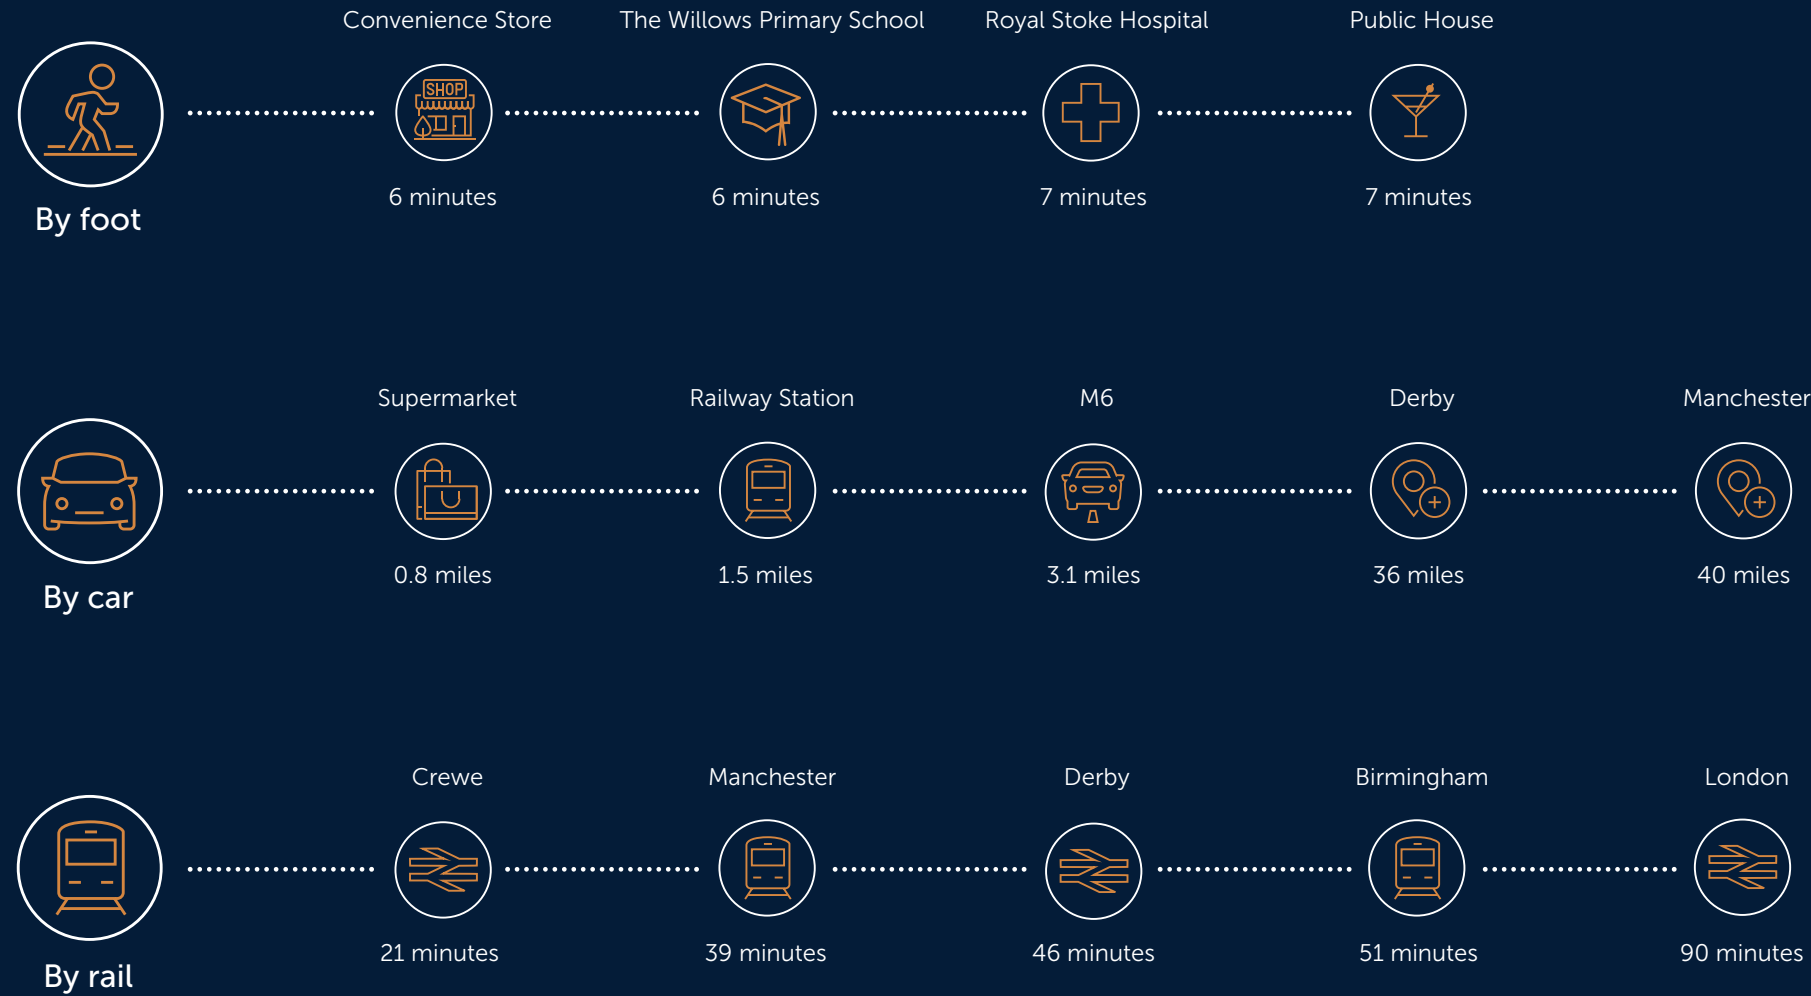 Convenience Store
The Willows Primary School
Royal Stoke Hospital
Public House
SHOP
6 minutes
6 minutes
7 minutes
7 minutes
By foot
Supermarket
Railway Station
M6
Derby
Manchester
0.8 miles
1.5 miles
3.1 miles
36 miles
40 miles
By car
Crewe
Manchester
Derby
Birmingham
London
21 minutes
39 minutes
46 minutes
51 minutes
90 minutes
By rail